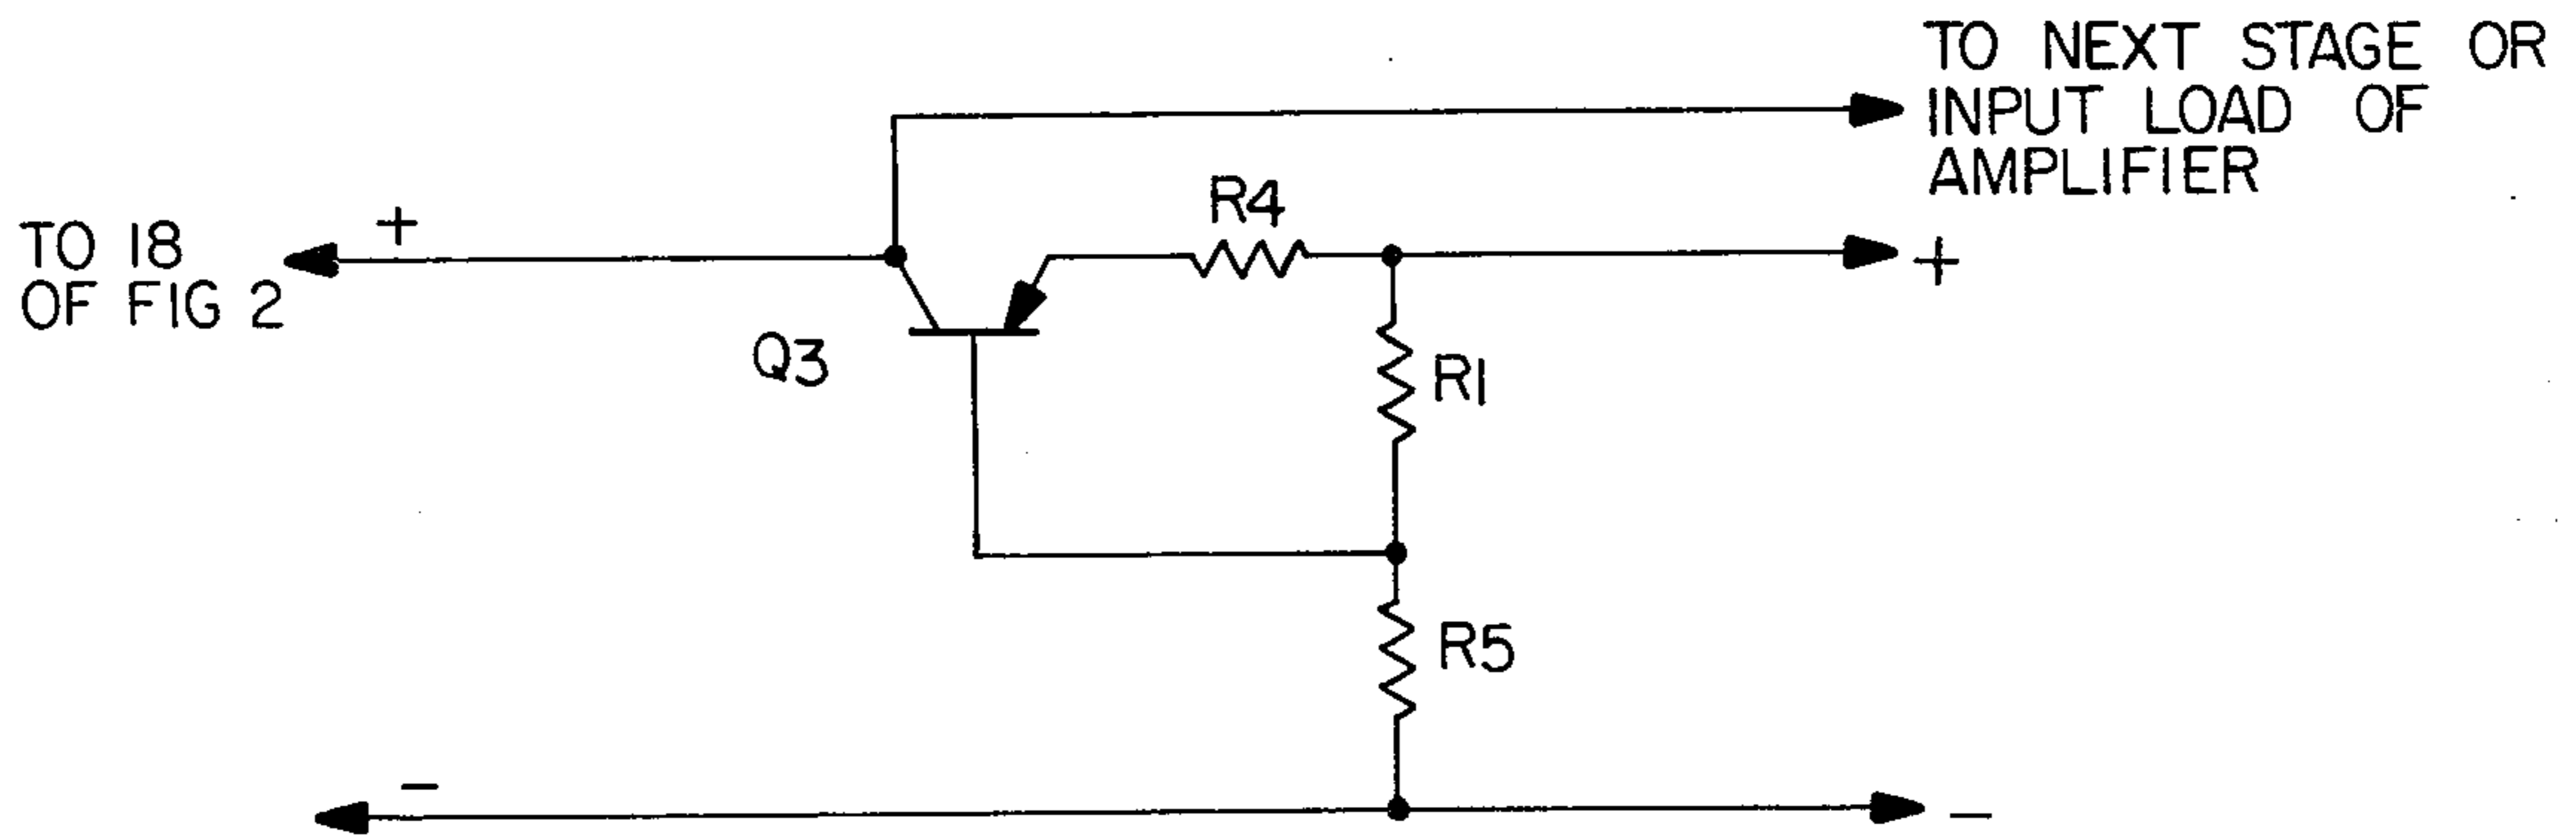 TO NEXT STAGE OR
INPUT LOAD OF
AMPLIFIER
TO 18
OF FIG 2
+
R4
+
Q3
R1
R5
−
−